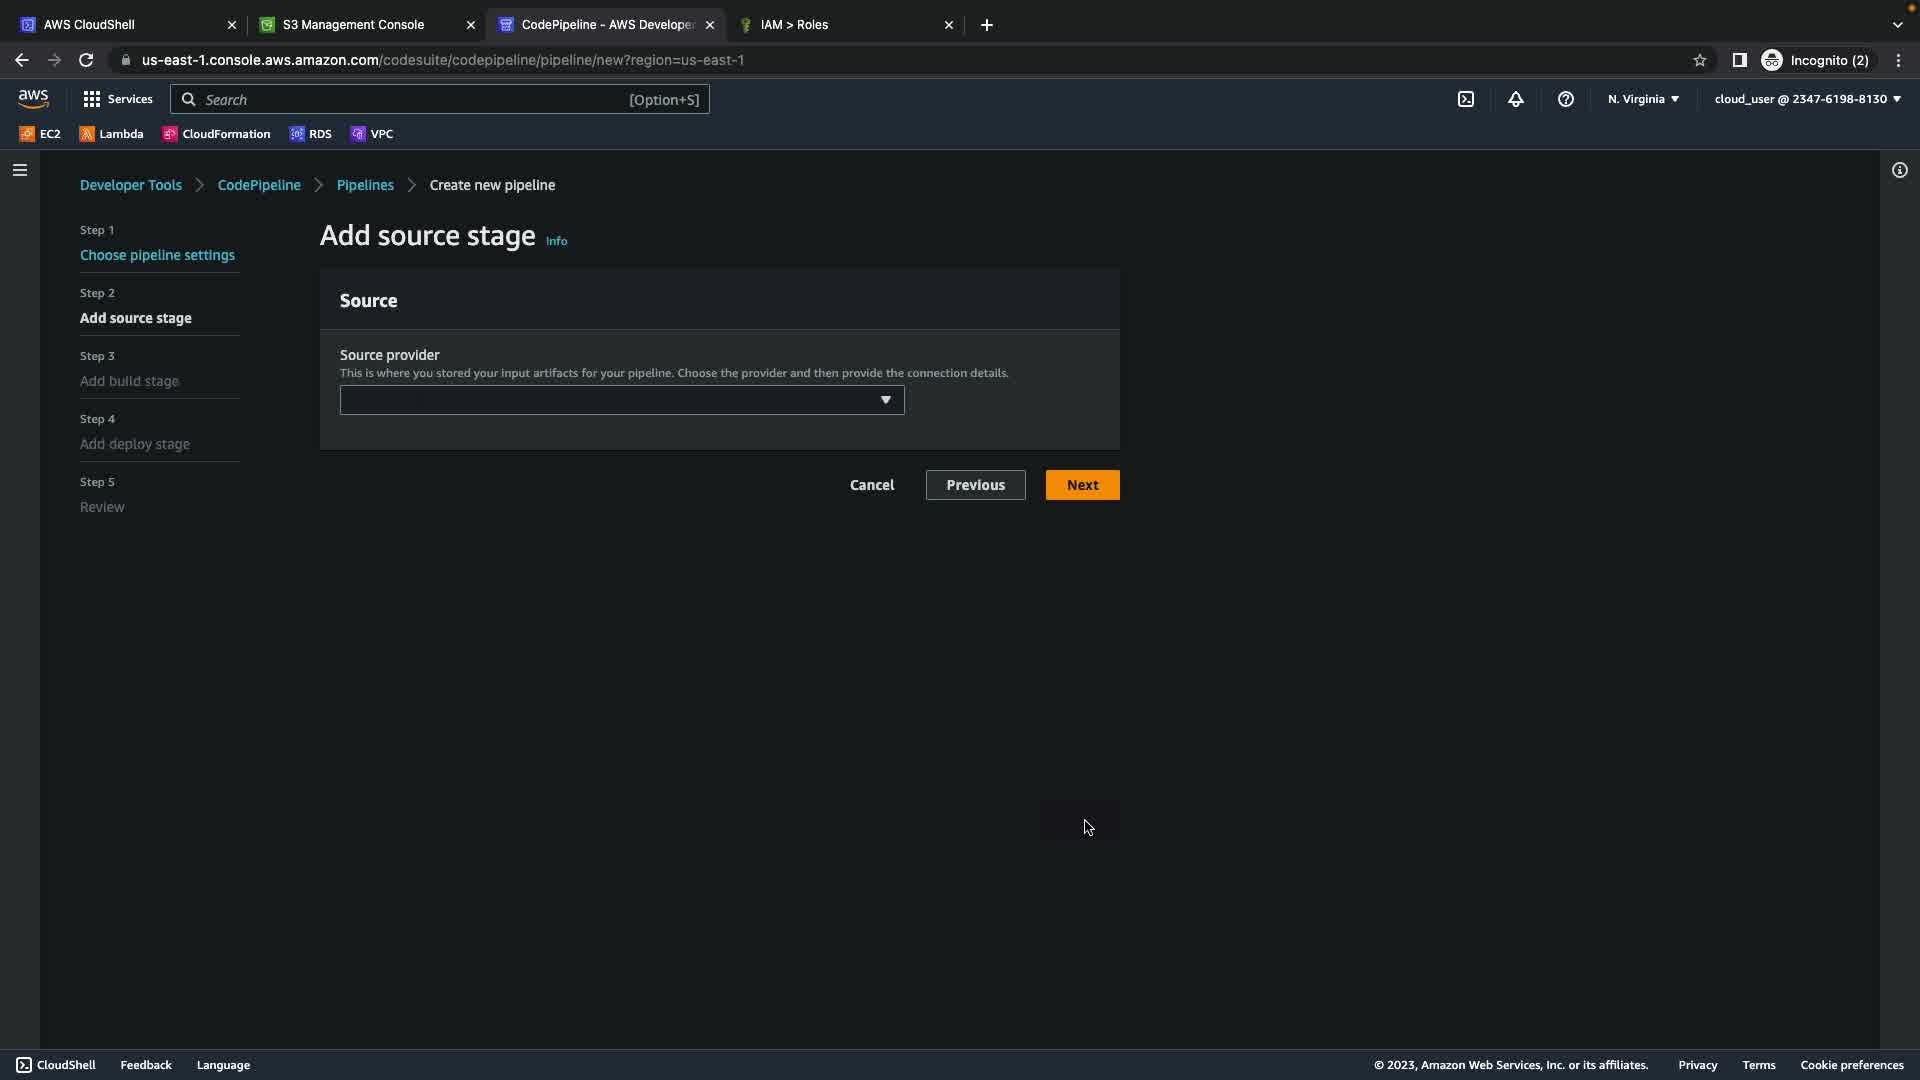 AWS CloudShell
S3 Management Console
CodePipeline - AWS Developer
IAM > Roles
us-east-1.console.aws.amazon.com/codesuite/codepipeline/pipeline/new?region=us-east-1
Incognito (2)
aws
Services
Search
[Option+S]
N. Virginia
cloud_user @ 2347-6198-8130
EC2
Lambda
CloudFormation
RDS
VPC
Developer Tools
CodePipeline
Pipelines
Create new pipeline
Step 1
Choose pipeline settings
Step 2
Add source stage
Step 3
Add build stage
Step 4
Add deploy stage
Step 5
Review
Add source stage
Info
Source
Source provider
This is where you stored your input artifacts for your pipeline. Choose the provider and then provide the connection details.
Cancel
Previous
Next
CloudShell
Feedback
Language
© 2023, Amazon Web Services, Inc. or its affiliates.
Privacy
Terms
Cookie preferences